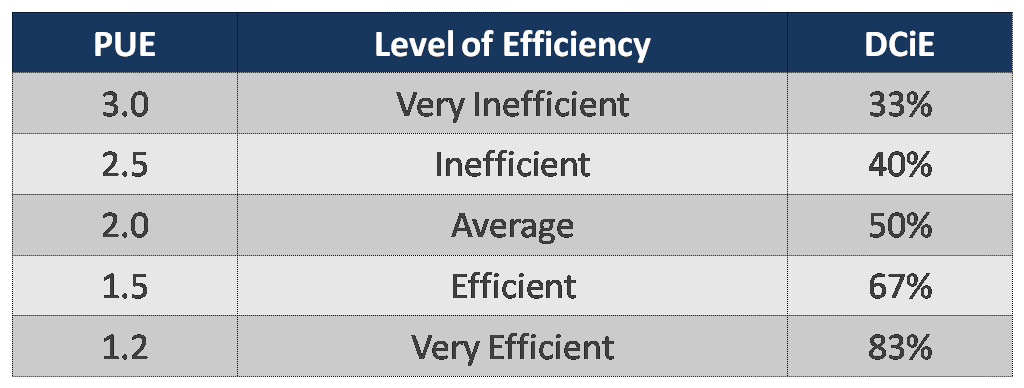 PUE Level of Efficiency DCiE
3.0 Very Inefficient 33%
2.5 Inefficient 40%
2.0 Average 50%
1.5 Efficient 67%
1.2 Very Efficient 83%